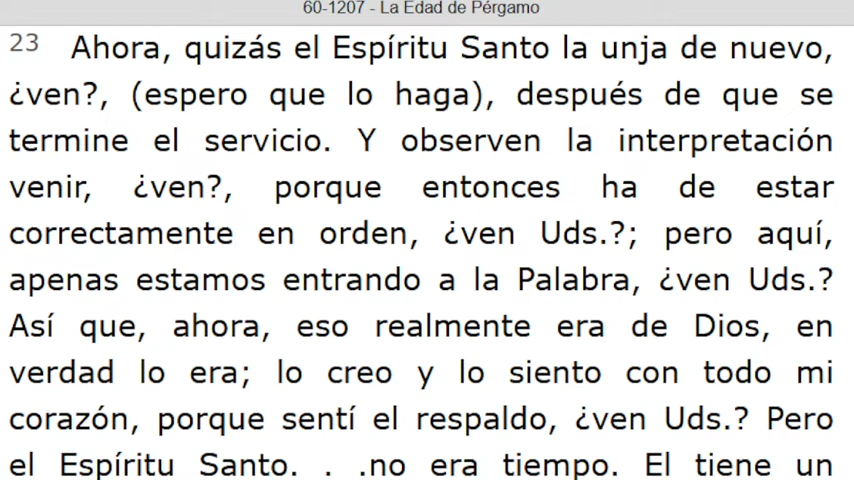 60-1207 - La Edad de Pérgamo
23 Ahora, quizás el Espíritu Santo la unja de nuevo,
¿ven?, (espero que lo haga), después de que se
termine el servicio. Y observen la interpretación
venir, ¿ven?, porque entonces ha de estar
correctamente en orden, ¿ven Uds.?; pero aquí,
apenas estamos entrando a la Palabra, ¿ven Uds.?
Así que, ahora, eso realmente era de Dios, en
verdad lo era; lo creo y lo siento con todo mi
corazón, porque sentí el respaldo, ¿ven Uds.? Pero
el Espíritu Santo. . .no era tiempo. El tiene un